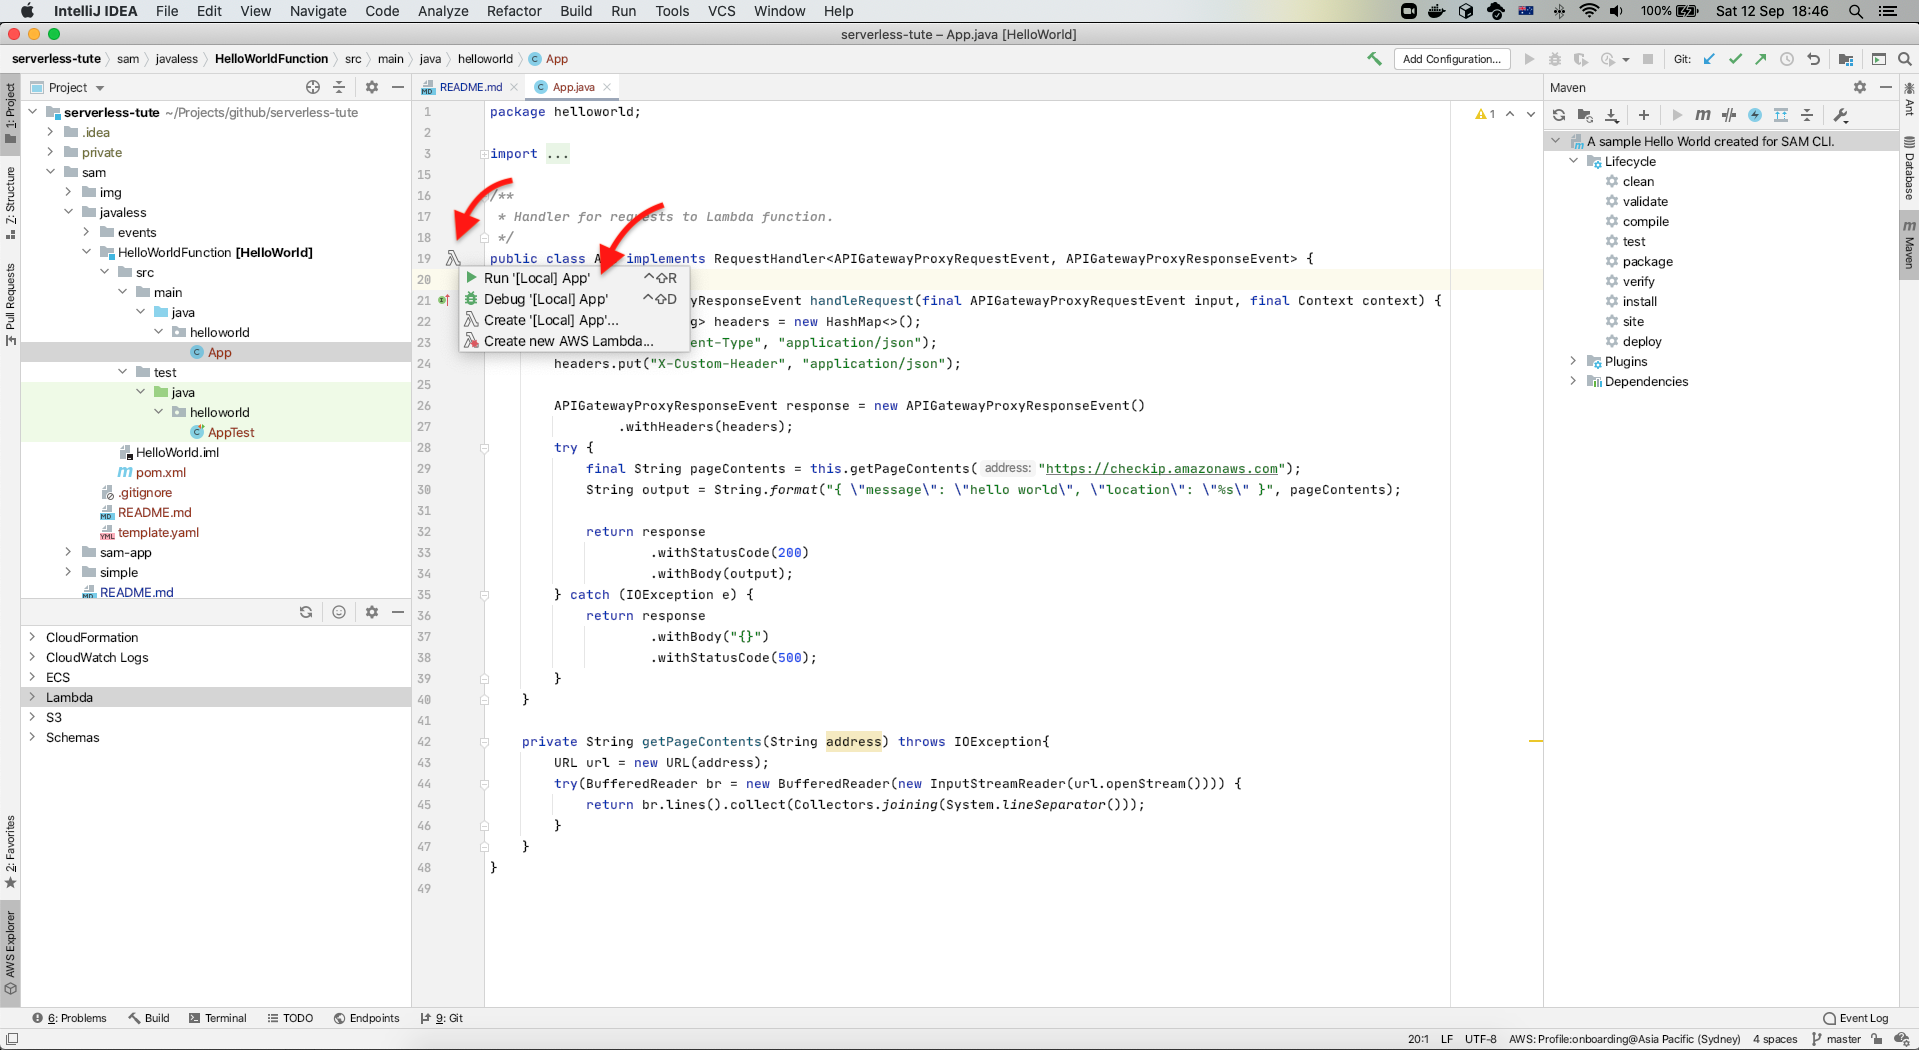 IntelliJ IDEA File Edit View Navigate Code Analyze Refactor Build Run Tools VCS Window Help 100% Sat 12 Sep 18:46
serverless-tute – App.java [HelloWorld]
serverless-tute sam javaless HelloWorldFunction src main java helloworld App Add Configuration... Git:
Project README.md App.java Maven
1: Project
7: Structure
Pull Requests
2: Favorites
AWS Explorer
serverless-tute ~/Projects/github/serverless-tute
.idea
private
sam
img
javaless
events
HelloWorldFunction [HelloWorld]
src
main
java
helloworld
App
test
java
helloworld
AppTest
HelloWorld.iml
pom.xml
.gitignore
README.md
template.yaml
sam-app
simple
README.md
CloudFormation
CloudWatch Logs
ECS
Lambda
S3
Schemas
1 package helloworld;
2
3 import ...
15
16 /**
17 * Handler for requests to Lambda function.
18 */
19 public class A implements RequestHandler<APIGatewayProxyRequestEvent, APIGatewayProxyResponseEvent> {
20
21 yResponseEvent handleRequest(final APIGatewayProxyRequestEvent input, final Context context) {
22 g> headers = new HashMap<>();
23 ent-Type", "application/json");
24 headers.put("X-Custom-Header", "application/json");
25
26 APIGatewayProxyResponseEvent response = new APIGatewayProxyResponseEvent()
27 .withHeaders(headers);
28 try {
29 final String pageContents = this.getPageContents( address: "https://checkip.amazonaws.com");
30 String output = String.format("{ \"message\": \"hello world\", \"location\": \"%s\" }", pageContents);
31
32 return response
33 .withStatusCode(200)
34 .withBody(output);
35 } catch (IOException e) {
36 return response
37 .withBody("{}")
38 .withStatusCode(500);
39 }
40 }
41
42 private String getPageContents(String address) throws IOException{
43 URL url = new URL(address);
44 try(BufferedReader br = new BufferedReader(new InputStreamReader(url.openStream()))) {
45 return br.lines().collect(Collectors.joining(System.lineSeparator()));
46 }
47 }
48 }
49
1
Run '[Local] App' ^⇧R
Debug '[Local] App' ^⇧D
Create '[Local] App'...
Create new AWS Lambda...
A sample Hello World created for SAM CLI.
Lifecycle
clean
validate
compile
test
package
verify
install
site
deploy
Plugins
Dependencies
Ant
Database
Maven
6: Problems Build Terminal TODO Endpoints 9: Git Event Log
20:1 LF UTF-8 AWS: Profile:onboarding@Asia Pacific (Sydney) 4 spaces master